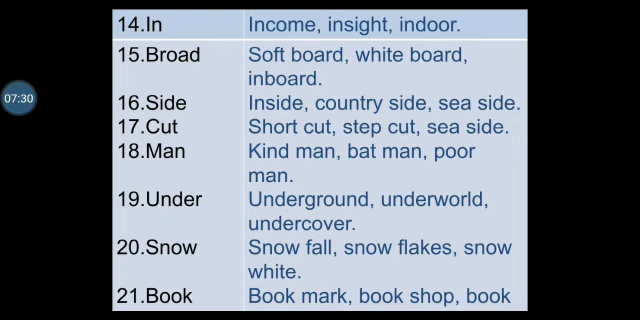 14.In Income, insight, indoor.
15.Broad Soft board, white board,
inboard.
07:30
16.Side Inside, country side, sea side.
17.Cut Short cut, step cut, sea side.
18.Man Kind man, bat man, poor
man.
19.Under Underground, underworld,
undercover.
20.Snow Snow fall, snow flakes, snow
white.
21.Book Book mark, book shop, book